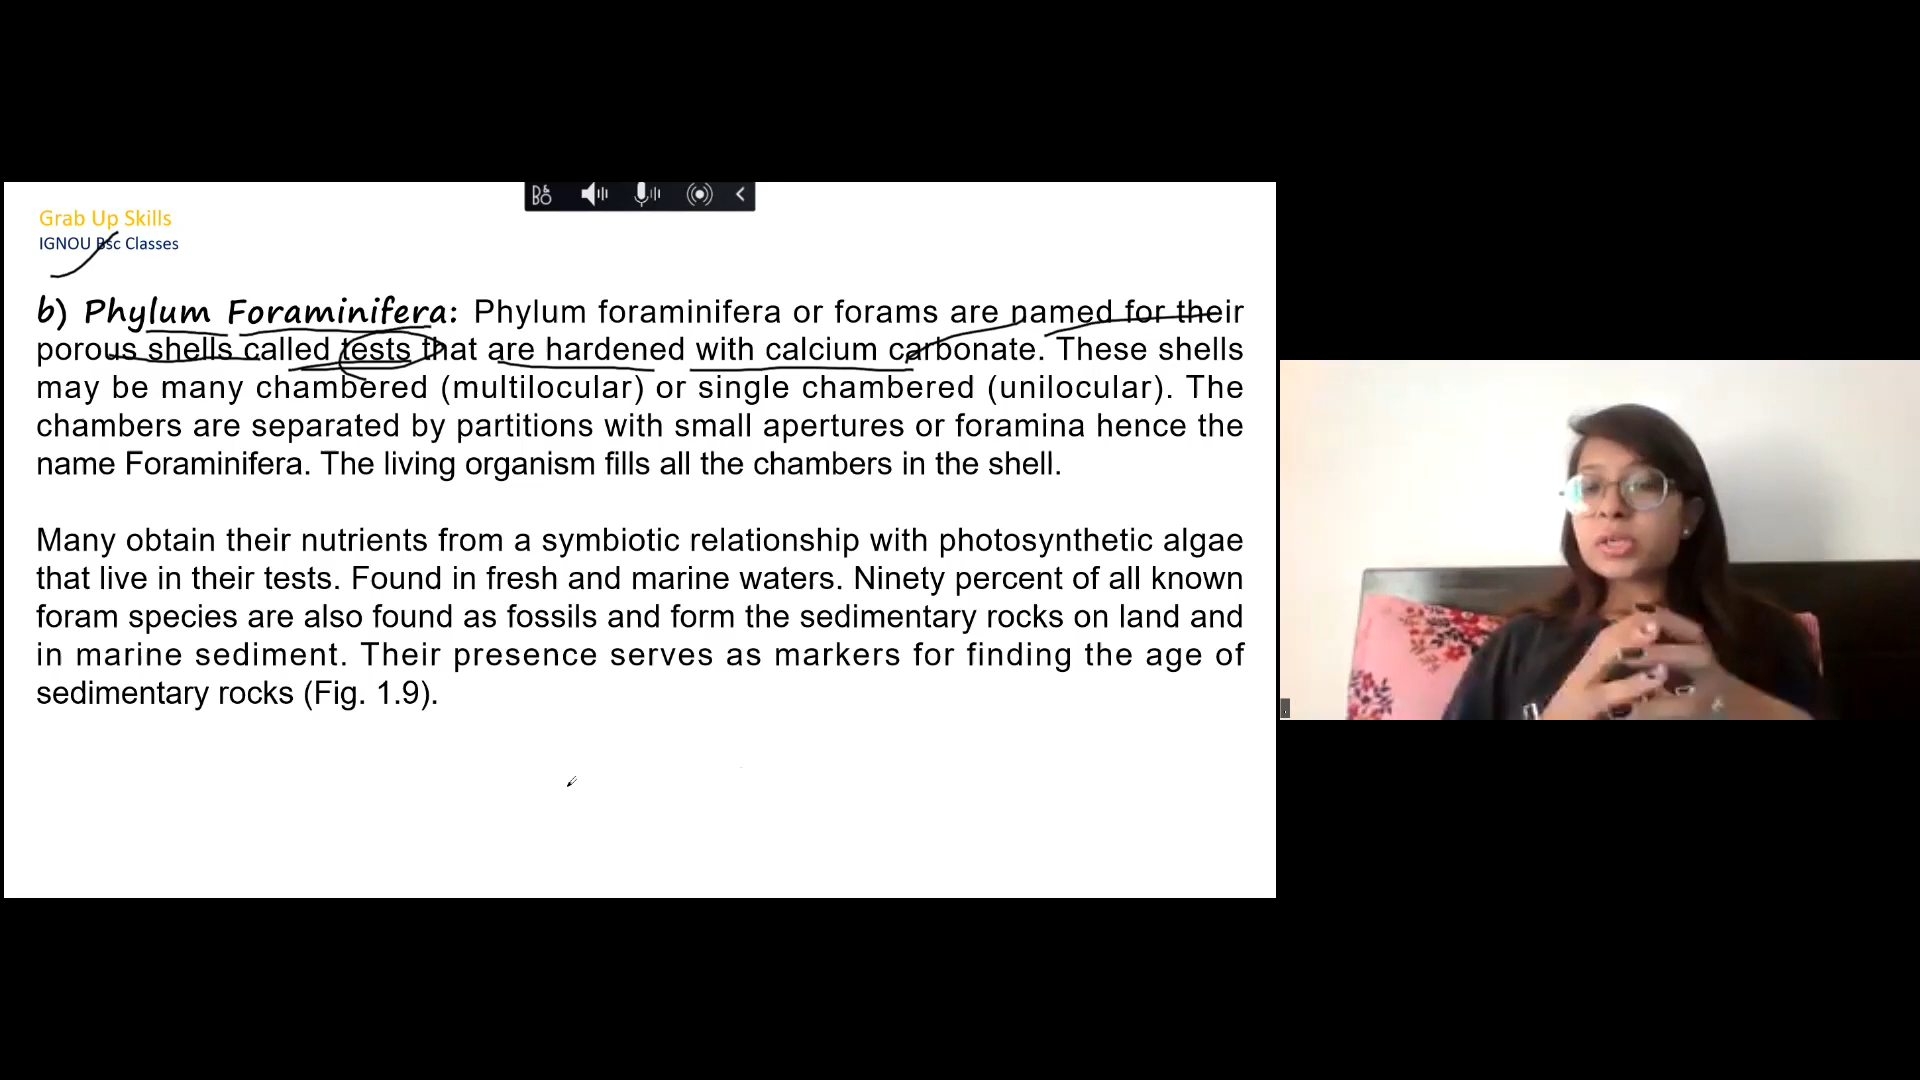 Grab Up Skills
IGNOU Bsc Classes
b) Phylum Foraminifera: Phylum foraminifera or forams are named for their
porous shells called tests that are hardened with calcium carbonate. These shells
may be many chambered (multilocular) or single chambered (unilocular). The
chambers are separated by partitions with small apertures or foramina hence the
name Foraminifera. The living organism fills all the chambers in the shell.
Many obtain their nutrients from a symbiotic relationship with photosynthetic algae
that live in their tests. Found in fresh and marine waters. Ninety percent of all known
foram species are also found as fossils and form the sedimentary rocks on land and
in marine sediment. Their presence serves as markers for finding the age of
sedimentary rocks (Fig. 1.9).